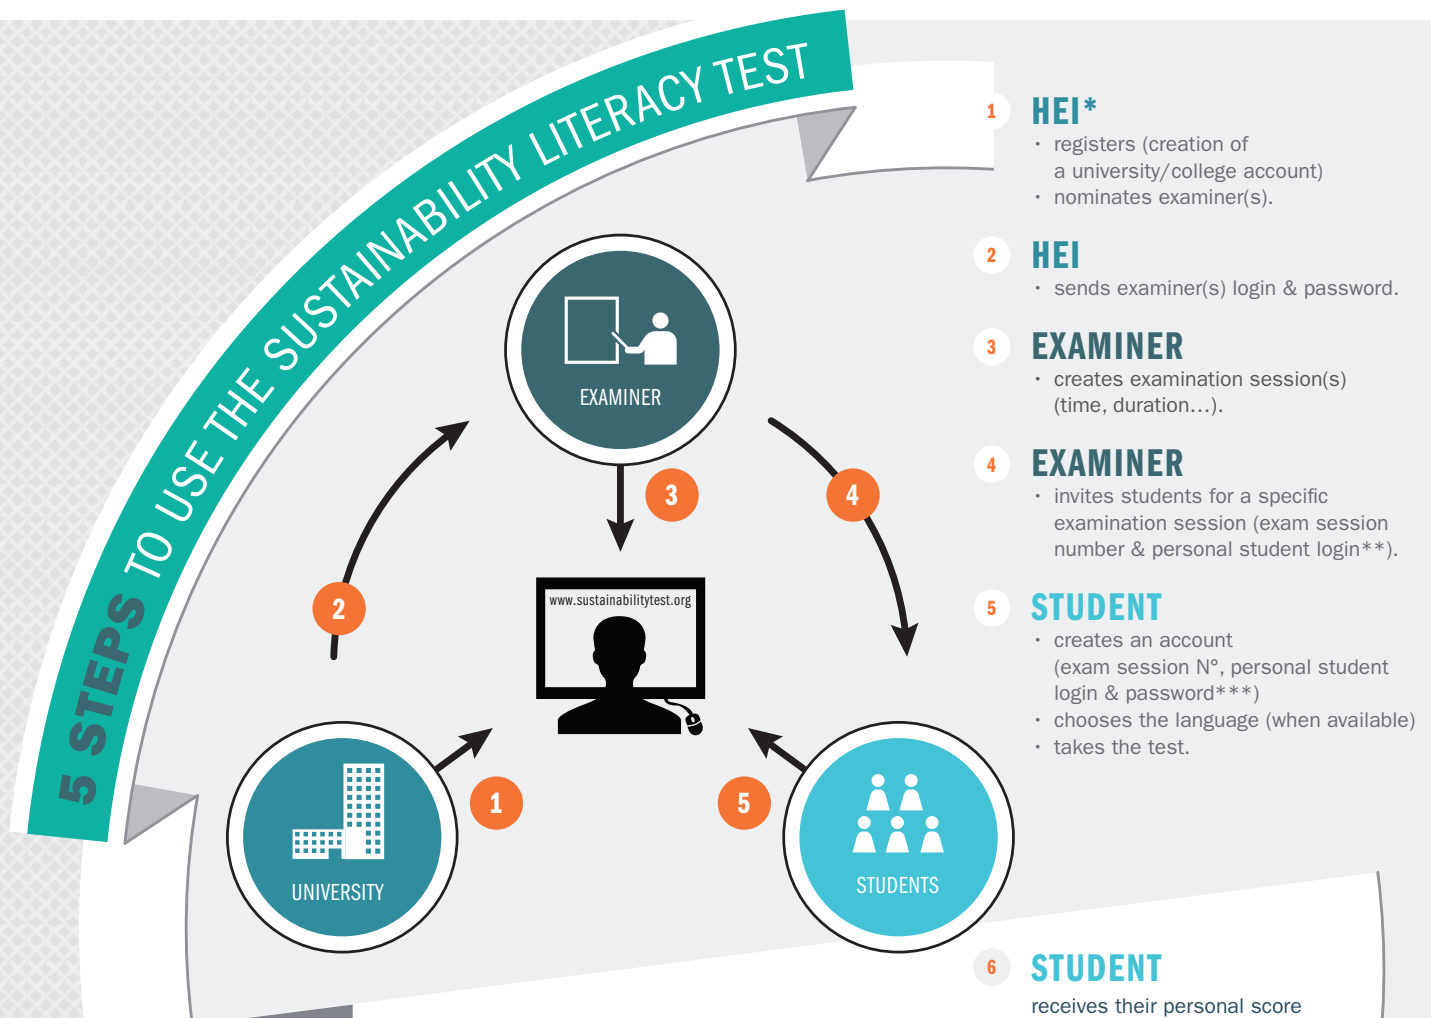 5 STEPS TO USE THE SUSTAINABILITY LITERACY TEST
EXAMINER
3
4
2
www.sustainabilitytest.org
1
5
UNIVERSITY
STUDENTS
1 HEI*
• registers (creation of
a university/college account)
• nominates examiner(s).
2 HEI
• sends examiner(s) login & password.
3 EXAMINER
• creates examination session(s)
(time, duration...).
4 EXAMINER
• invites students for a specific
examination session (exam session
number & personal student login**).
5 STUDENT
• creates an account
(exam session N°, personal student
login & password***)
• chooses the language (when available)
• takes the test.
6 STUDENT
receives their personal score